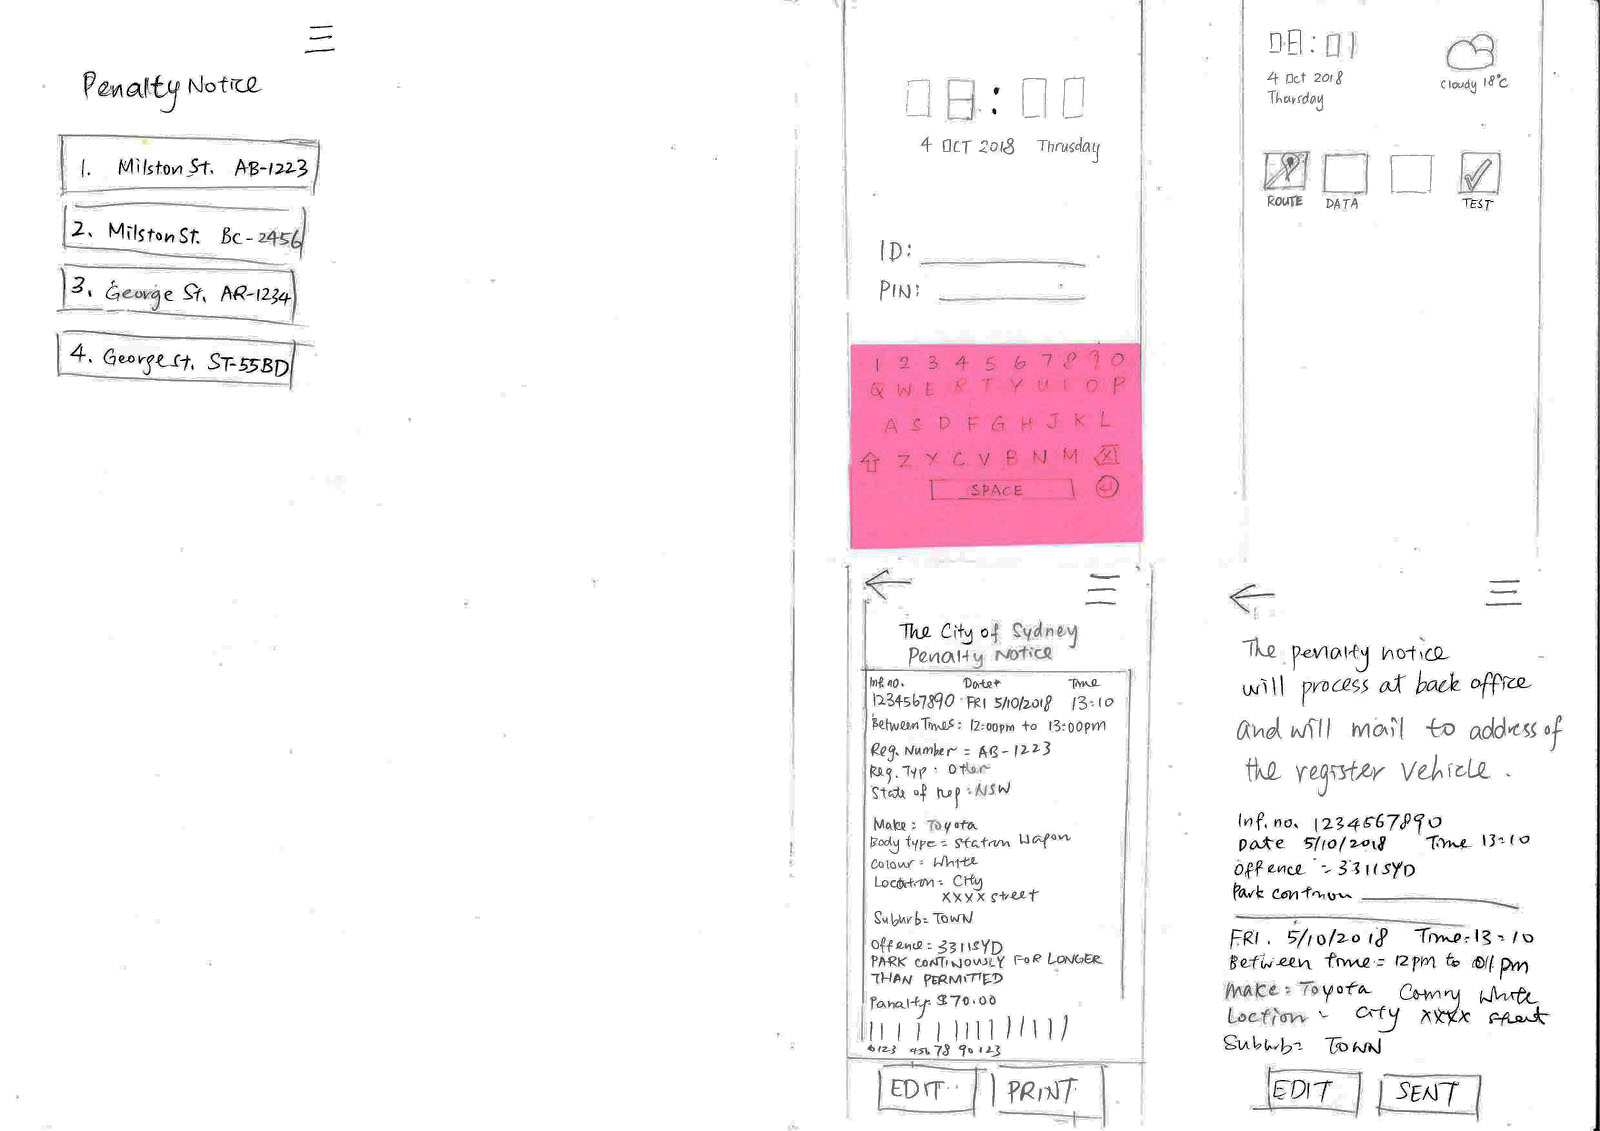 Penalty Notice
1. Milston St. AB-1223
2. Milston St. BC-2456
3. George St. AR-1234
4. George st. ST-55BD
08:00
4 OCT 2018 Thrusday
ID:
PIN:
1 2 3 4 5 6 7 8 9 0
Q W E R T Y U I O P
A S D F G H J K L
Z X C V B N M
SPACE
08:01
4 Oct 2018
Thursday
Cloudy 18°C
ROUTE DATA TEST
The City of Sydney
Penalty Notice
Inf. no. Date Time
1234567890 FRI 5/10/2018 13:10
Between Times: 12:00pm to 13:00pm
Reg. Number = AB-1223
Reg. Typ: Other
State of rep: NSW
Make: Toyota
Body type = Station Wagon
Colour = White
Location = City
XXXX street
Suburb = TOWN
Offence = 3311SYD
PARK CONTINOUSLY FOR LONGER
THAN PERMITTED
Panalty $70.00
0123 456 78 90 123
EDIT PRINT
The penalty notice
will process at back office
and will mail to address of
the register vehicle.
Inf. no. 1234567890
Date 5/10/2018 Time 13:10
Offence = 3311SYD
Park contnuou
FRI. 5/10/2018 Time: 13:10
Between time = 12pm to 01pm
Make: Toyota Comry White
Loction - City XXXX
Suburb = TOWN
EDIT SENT